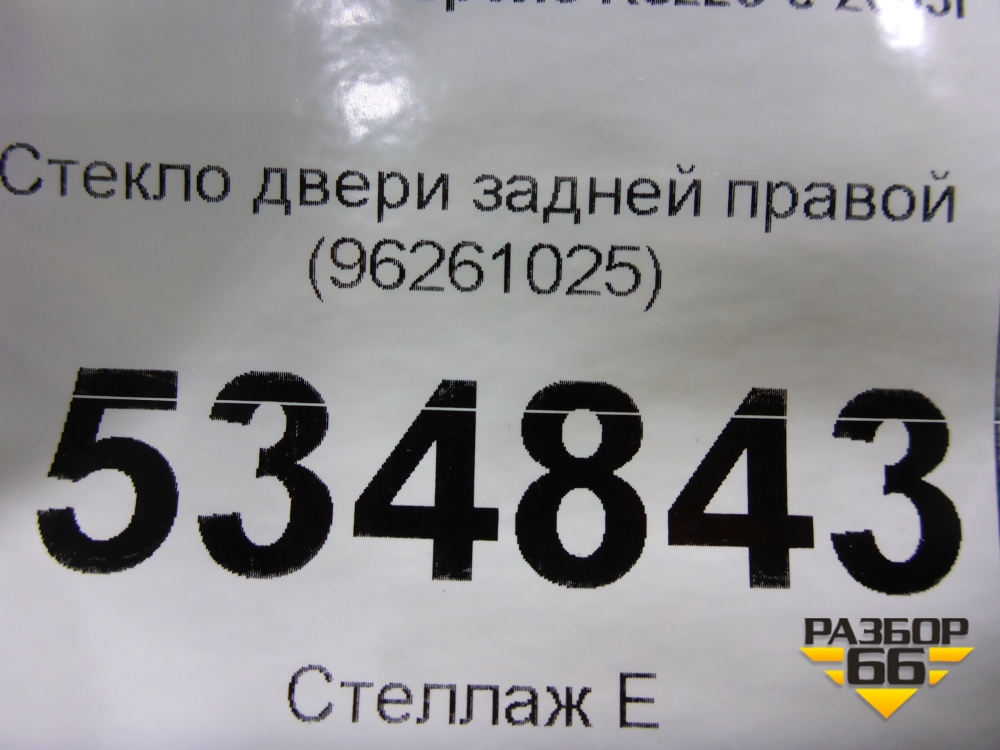 Стекло двери задней правой
(96261025)
534843
Стеллаж Е
РАЗБОР
66